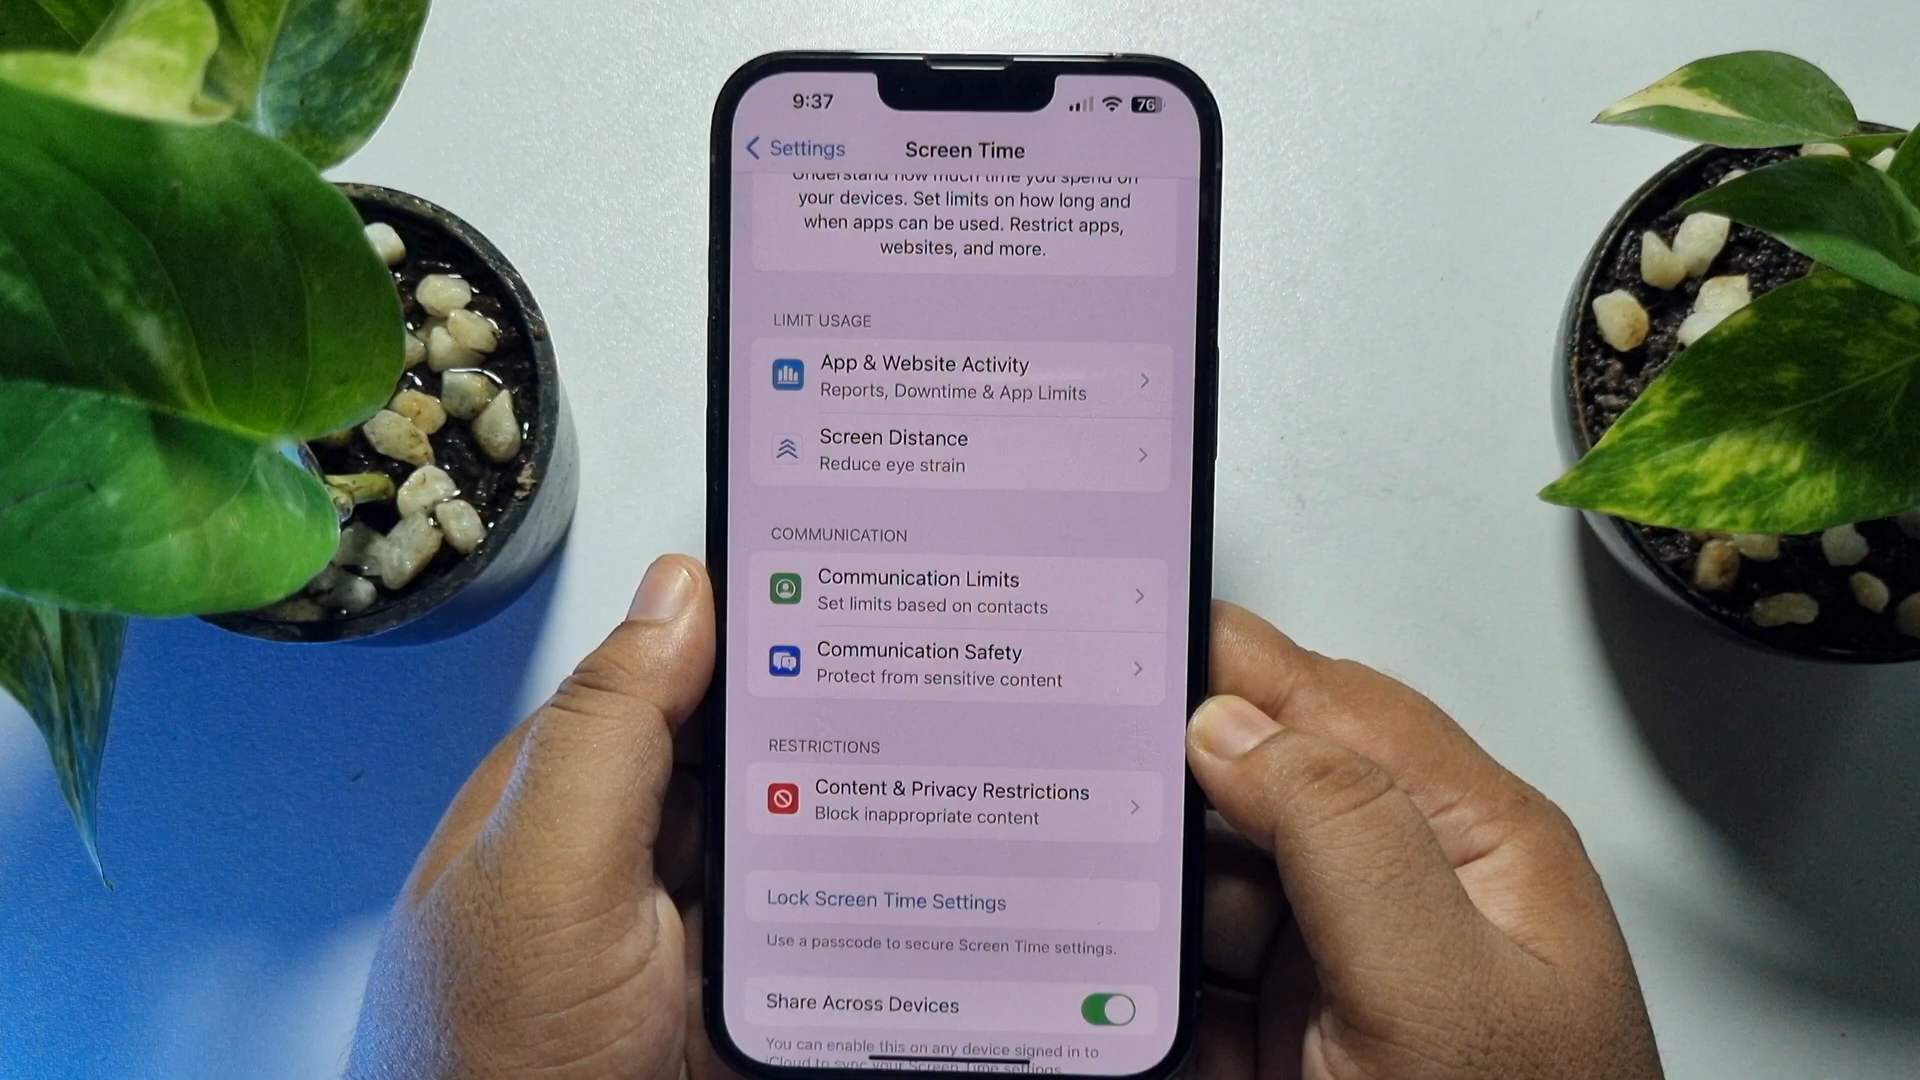 9:37
76
Settings
Screen Time
Understand how much time you spend on
your devices. Set limits on how long and
when apps can be used. Restrict apps,
websites, and more.
LIMIT USAGE
App & Website Activity
Reports, Downtime & App Limits
Screen Distance
Reduce eye strain
COMMUNICATION
Communication Limits
Set limits based on contacts
Communication Safety
Protect from sensitive content
RESTRICTIONS
Content & Privacy Restrictions
Block inappropriate content
Lock Screen Time Settings
Use a passcode to secure Screen Time settings.
Share Across Devices
You can enable this on any device signed in to
iCloud to sync your Screen Time settings.